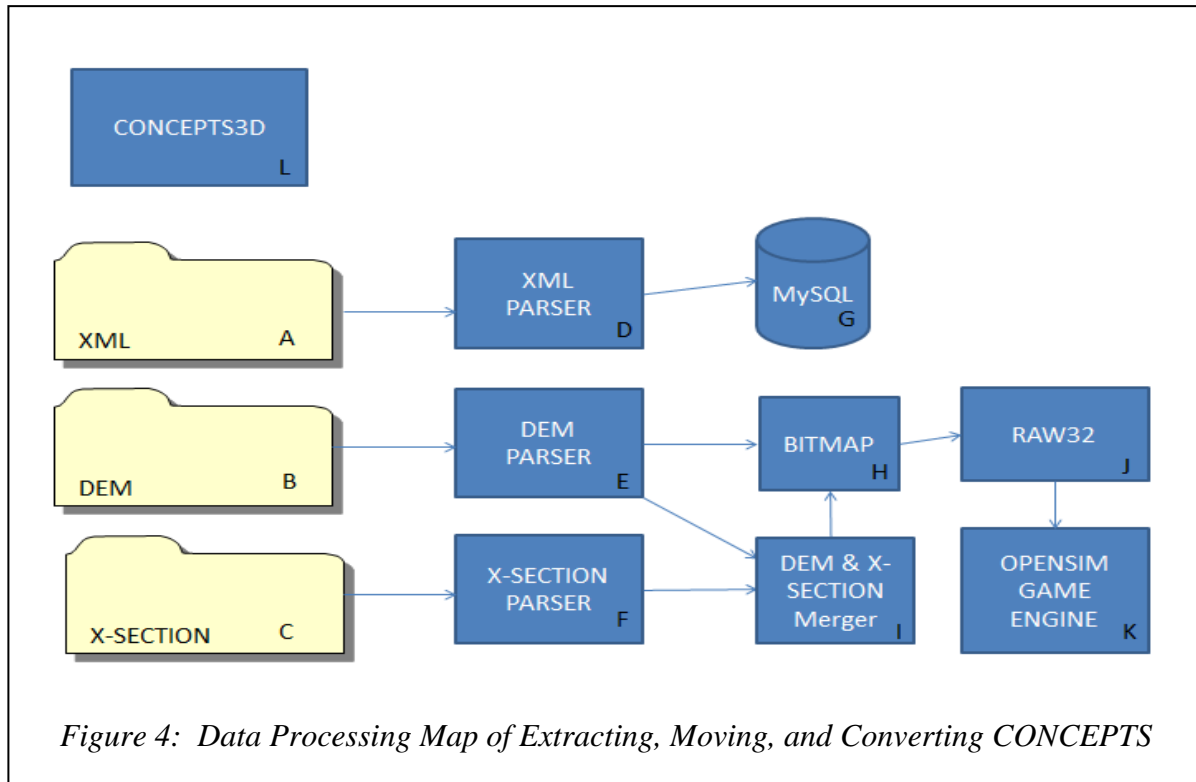 CONCEPTS3D
L
XML
A
XML
PARSER
D
MySQL
G
DEM
B
DEM
PARSER
E
BITMAP
H
RAW32
J
X-SECTION
C
X-SECTION
PARSER
F
DEM & X-
SECTION
Merger
I
OPENSIM
GAME
ENGINE
K
Figure 4: Data Processing Map of Extracting, Moving, and Converting CONCEPTS